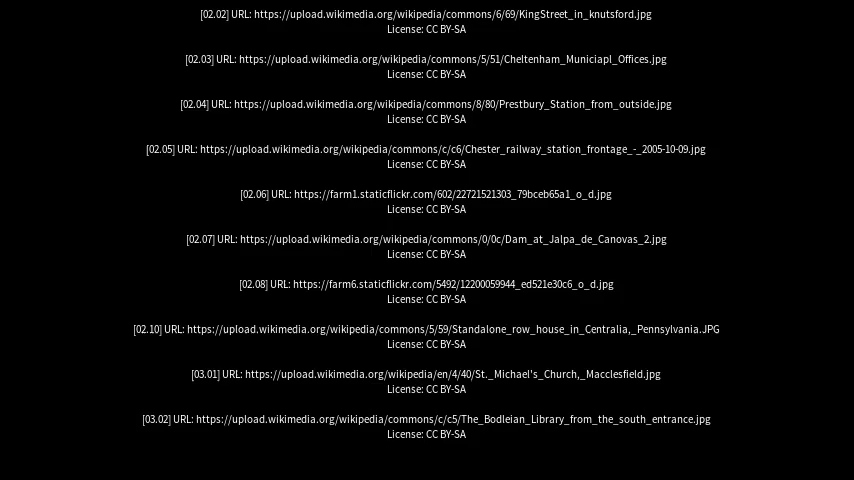 [02.02] URL: https://upload.wikimedia.org/wikipedia/commons/6/69/KingStreet_in_knutsford.jpg
License: CC BY-SA
[02.03] URL: https://upload.wikimedia.org/wikipedia/commons/5/51/Cheltenham_Municiapl_Offices.jpg
License: CC BY-SA
[02.04] URL: https://upload.wikimedia.org/wikipedia/commons/8/80/Prestbury_Station_from_outside.jpg
License: CC BY-SA
[02.05] URL: https://upload.wikimedia.org/wikipedia/commons/c/c6/Chester_railway_station_frontage_-_2005-10-09.jpg
License: CC BY-SA
[02.06] URL: https://farm1.staticflickr.com/602/22721521303_79bceb65a1_o_d.jpg
License: CC BY-SA
[02.07] URL: https://upload.wikimedia.org/wikipedia/commons/0/0c/Dam_at_Jalpa_de_Canovas_2.jpg
License: CC BY-SA
[02.08] URL: https://farm6.staticflickr.com/5492/12200059944_ed521e30c6_o_d.jpg
License: CC BY-SA
[02.10] URL: https://upload.wikimedia.org/wikipedia/commons/5/59/Standalone_row_house_in_Centralia,_Pennsylvania.JPG
License: CC BY-SA
[03.01] URL: https://upload.wikimedia.org/wikipedia/en/4/40/St._Michael's_Church,_Macclesfield.jpg
License: CC BY-SA
[03.02] URL: https://upload.wikimedia.org/wikipedia/commons/c/c5/The_Bodleian_Library_from_the_south_entrance.jpg
License: CC BY-SA